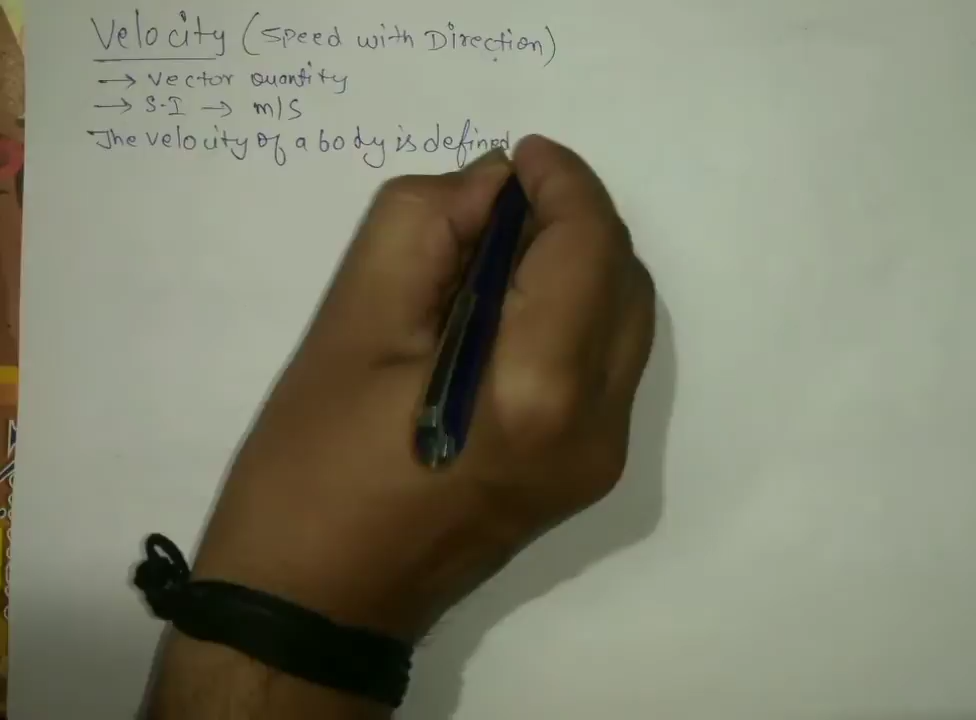 Velocity (Speed with Direction)
→ Vector quantity
→ S.I → m/s
The velocity of a body is defined